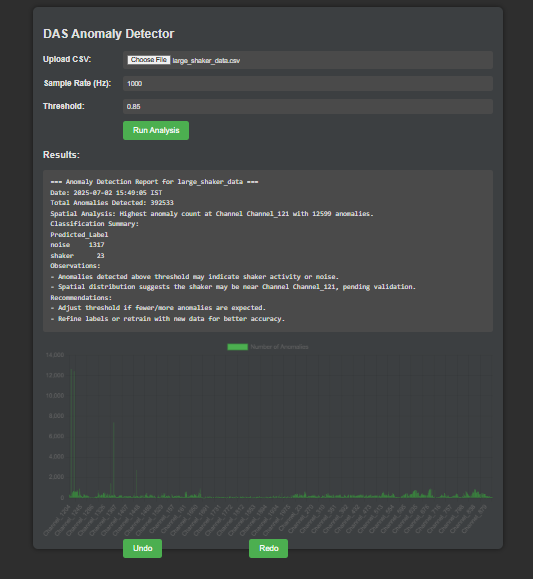 DAS Anomaly Detector
Upload CSV:
Choose File large_shaker_data.csv
Sample Rate (Hz): 1000
Threshold: 0.85
Run Analysis
Results:
=== Anomaly Detection Report for large_shaker_data ===
Date: 2025-07-02 15:49:05 IST
Total Anomalies Detected: 392533
Spatial Analysis: Highest anomaly count at Channel Channel_121 with 12599 anomalies.
Classification Summary:
Predicted_Label
noise 1317
shaker 23
Observations:
- Anomalies detected above threshold may indicate shaker activity or noise.
- Spatial distribution suggests the shaker may be near Channel Channel_121, pending validation.
Recommendations:
- Adjust threshold if fewer/more anomalies are expected.
- Refine labels or retrain with new data for better accuracy.
Number of Anomalies
14,000
12,000
10,000
8,000
6,000
4,000
2,000
0
Undo Redo